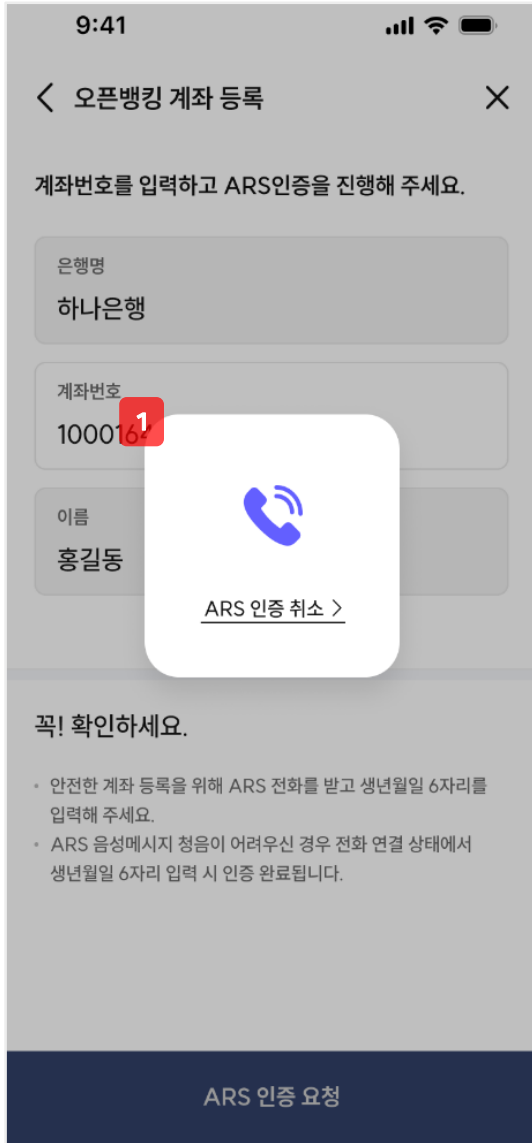 9:41
오픈뱅킹 계좌 등록
계좌번호를 입력하고 ARS인증을 진행해 주세요.
은행명
하나은행
계좌번호
1
1000164
이름
홍길동
ARS 인증 취소 >
꼭! 확인하세요.
• 안전한 계좌 등록을 위해 ARS 전화를 받고 생년월일 6자리를
입력해 주세요.
• ARS 음성메시지 청음이 어려우신 경우 전화 연결 상태에서
생년월일 6자리 입력 시 인증 완료됩니다.
ARS 인증 요청